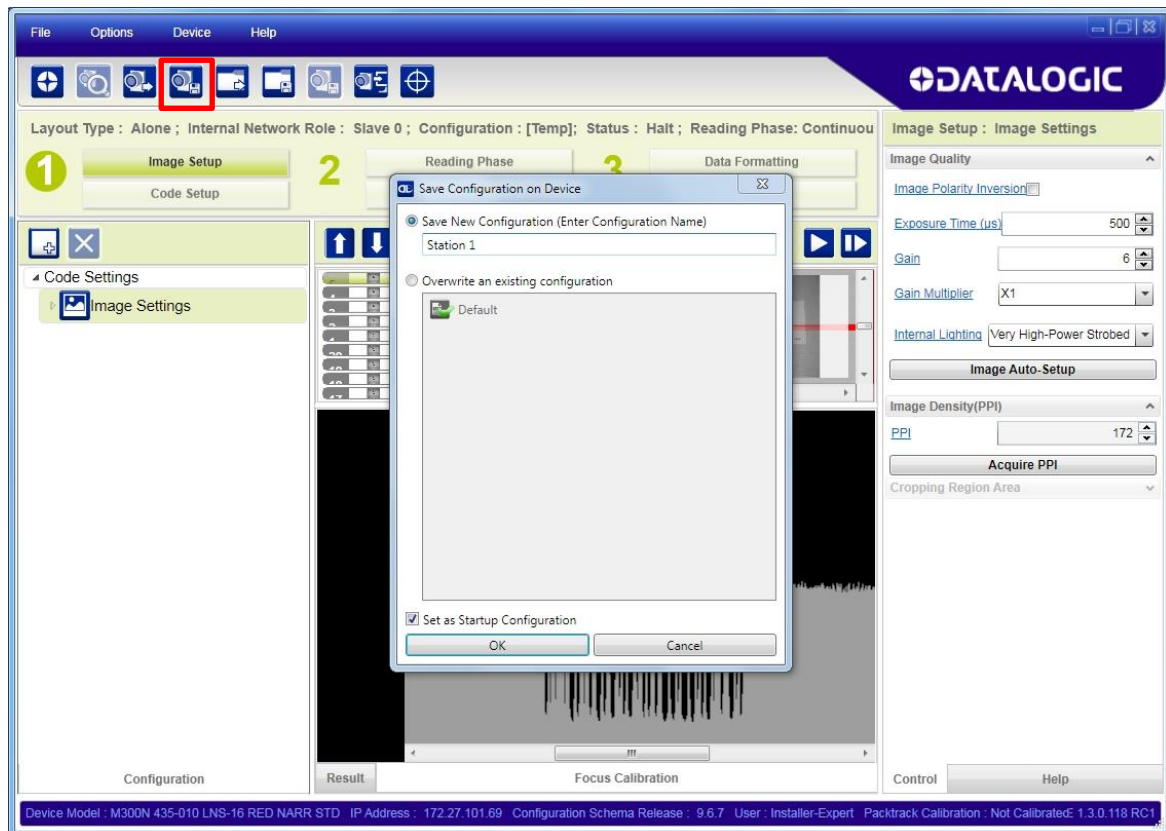 File Options Device Help
DATALOGIC
Layout Type : Alone ; Internal Network Role : Slave 0 ; Configuration : [Temp]; Status : Halt ; Reading Phase: Continuou
1 Image Setup
Code Setup
2 Reading Phase
3 Data Formatting
Save Configuration on Device
Save New Configuration (Enter Configuration Name)
Station 1
Overwrite an existing configuration
Default
Set as Startup Configuration
OK Cancel
Code Settings
Image Settings
Configuration
Result
Focus Calibration
Image Setup : Image Settings
Image Quality
Image Polarity Inversion
Exposure Time (µs) 500
Gain 6
Gain Multiplier X1
Internal Lighting Very High-Power Strobed
Image Auto-Setup
Image Density(PPI)
PPI 172
Acquire PPI
Cropping Region Area
Control Help
Device Model : M300N 435-010 LNS-16 RED NARR STD IP Address : 172.27.101.69 Configuration Schema Release : 9.6.7 User : Installer-Expert Packtrack Calibration : Not Calibrated 1.3.0.118 RC1